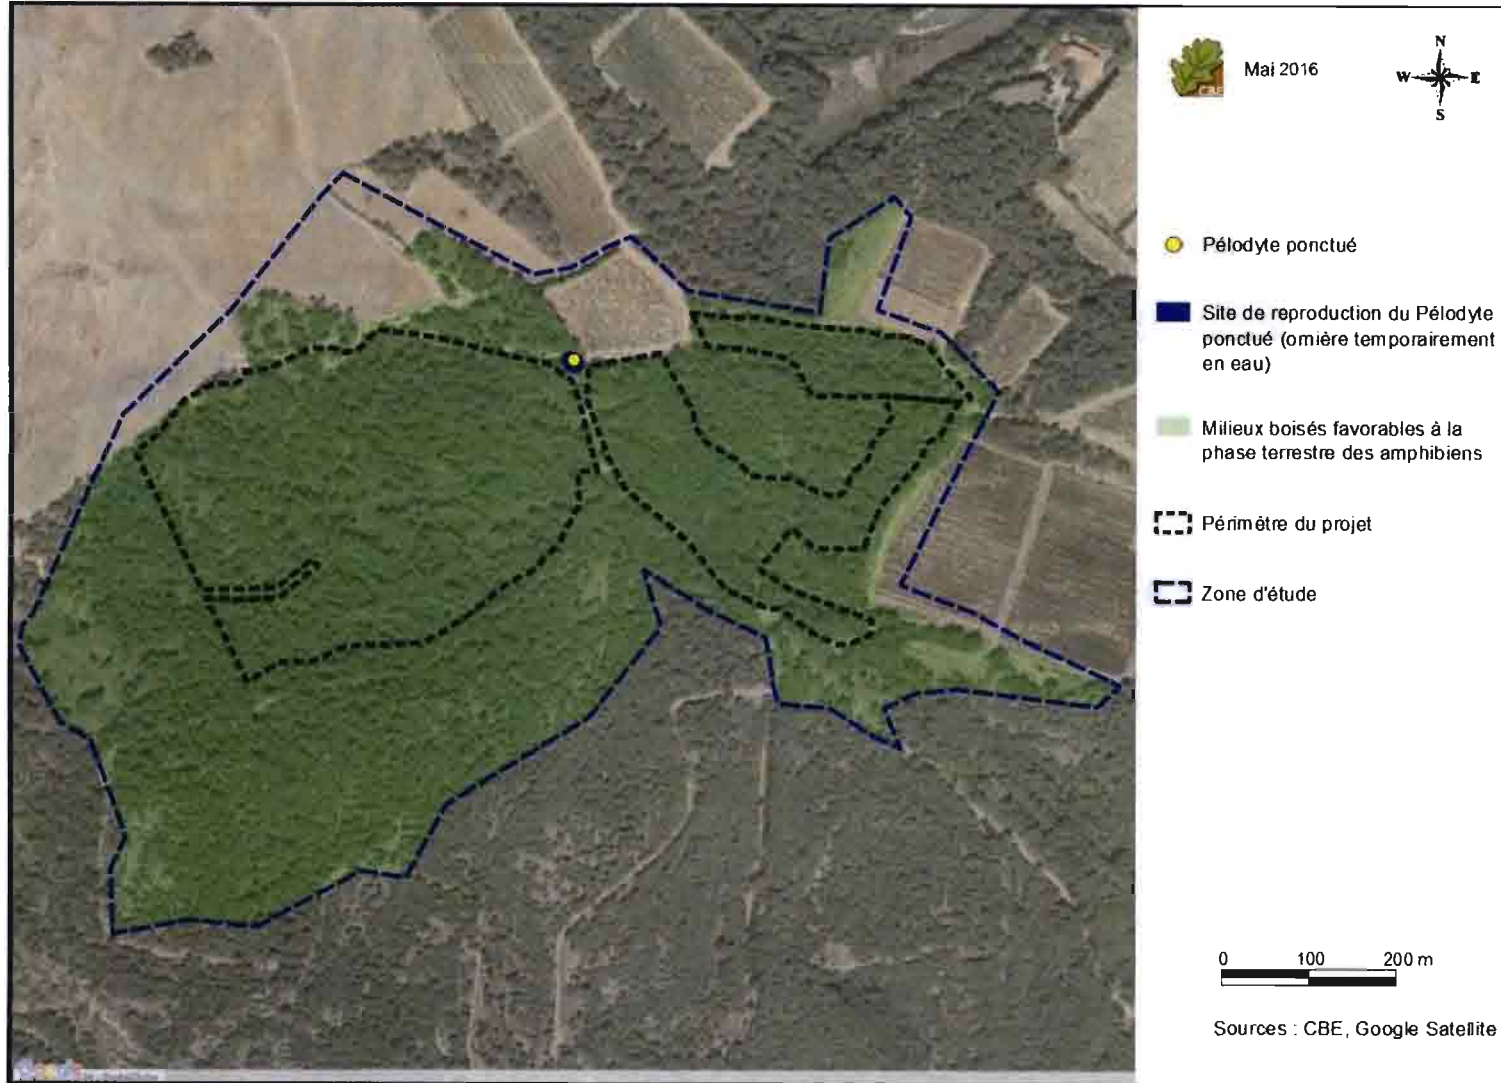 Mai 2016
N
W E
S
CBE
Pélodyte ponctué
Site de reproduction du Pélodyte
ponctué (ornière temporairement
en eau)
Milieux boisés favorables à la
phase terrestre des amphibiens
Périmètre du projet
Zone d'étude
0 100 200 m
Sources : CBE, Google Satellite